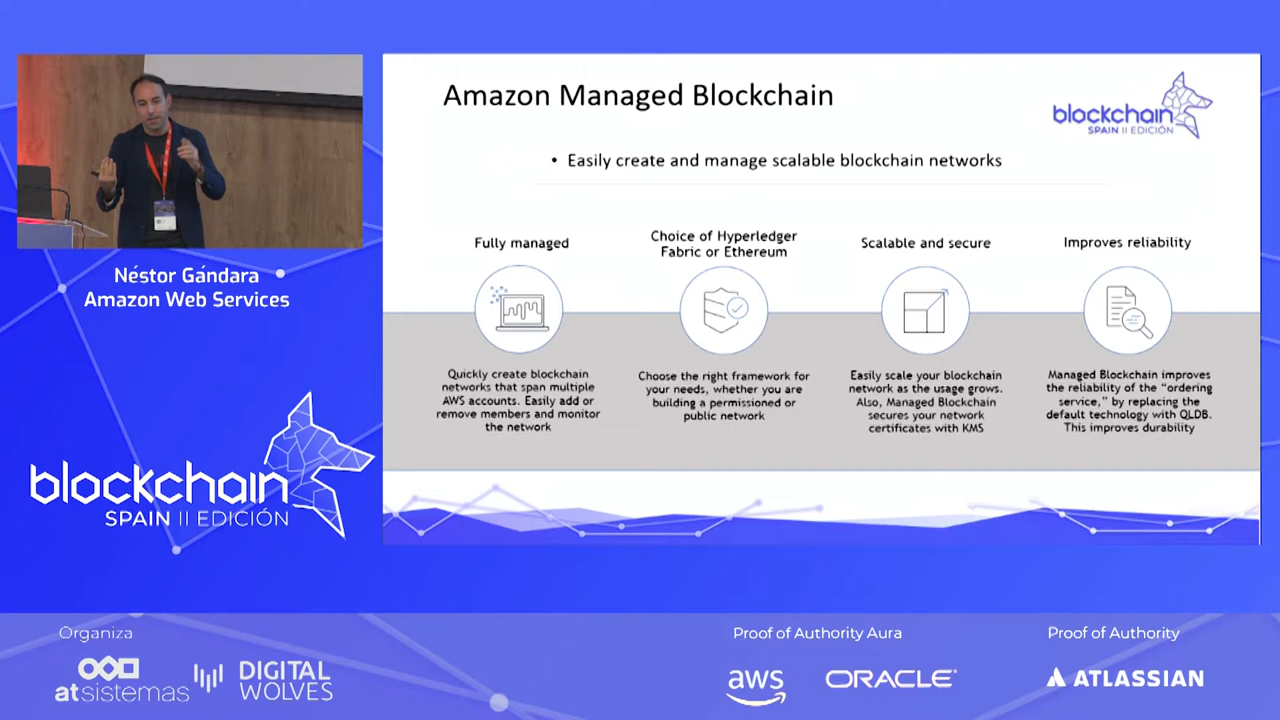 Amazon Managed Blockchain
blockchain
SPAIN II EDICIÓN
• Easily create and manage scalable blockchain networks
Fully managed
Quickly create blockchain
networks that span multiple
AWS accounts. Easily add or
remove members and monitor
the network
Choice of Hyperledger
Fabric or Ethereum
Choose the right framework for
your needs, whether you are
building a permissioned or
public network
Scalable and secure
Easily scale your blockchain
network as the usage grows.
Also, Managed Blockchain
secures your network
certificates with KMS
Improves reliability
Managed Blockchain improves
the reliability of the “ordering
service,” by replacing the
default technology with QLDB.
This improves durability
Néstor Gándara
Amazon Web Services
blockchain
SPAIN II EDICIÓN
Organiza
atsistemas
DIGITAL
WOLVES
Proof of Authority Aura
aws
ORACLE
Proof of Authority
ATLASSIAN